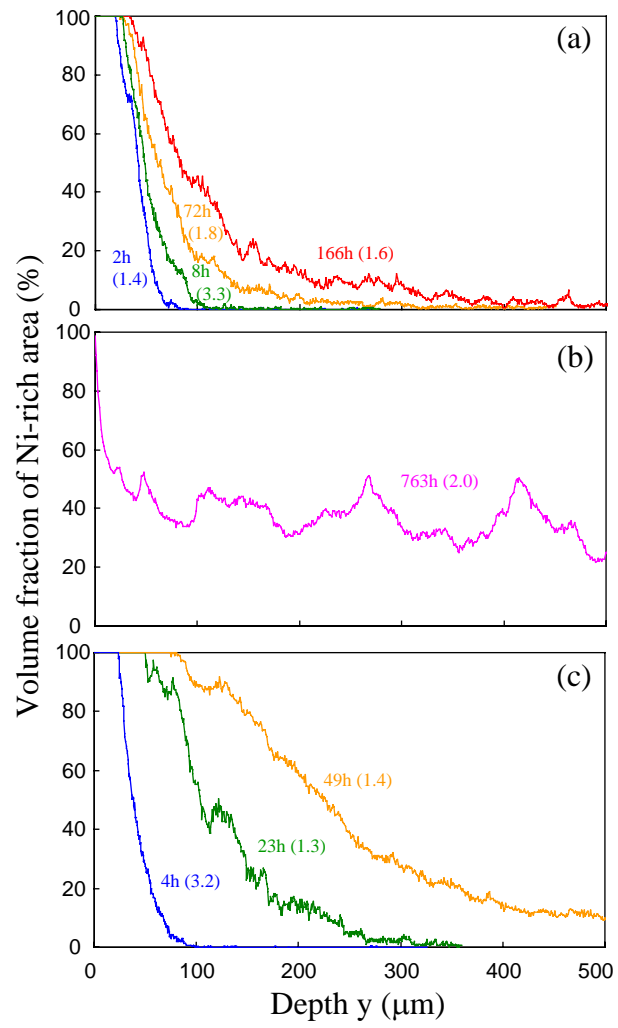 Volume fraction of Ni-rich area (%)
(a)
100
80
60
40
20
0
2h
(1.4)
8h
(3.3)
72h
(1.8)
166h (1.6)
(b)
100
80
60
40
20
0
763h (2.0)
(c)
100
80
60
40
20
0
4h (3.2)
23h (1.3)
49h (1.4)
0 100 200 300 400 500
Depth y (μm)